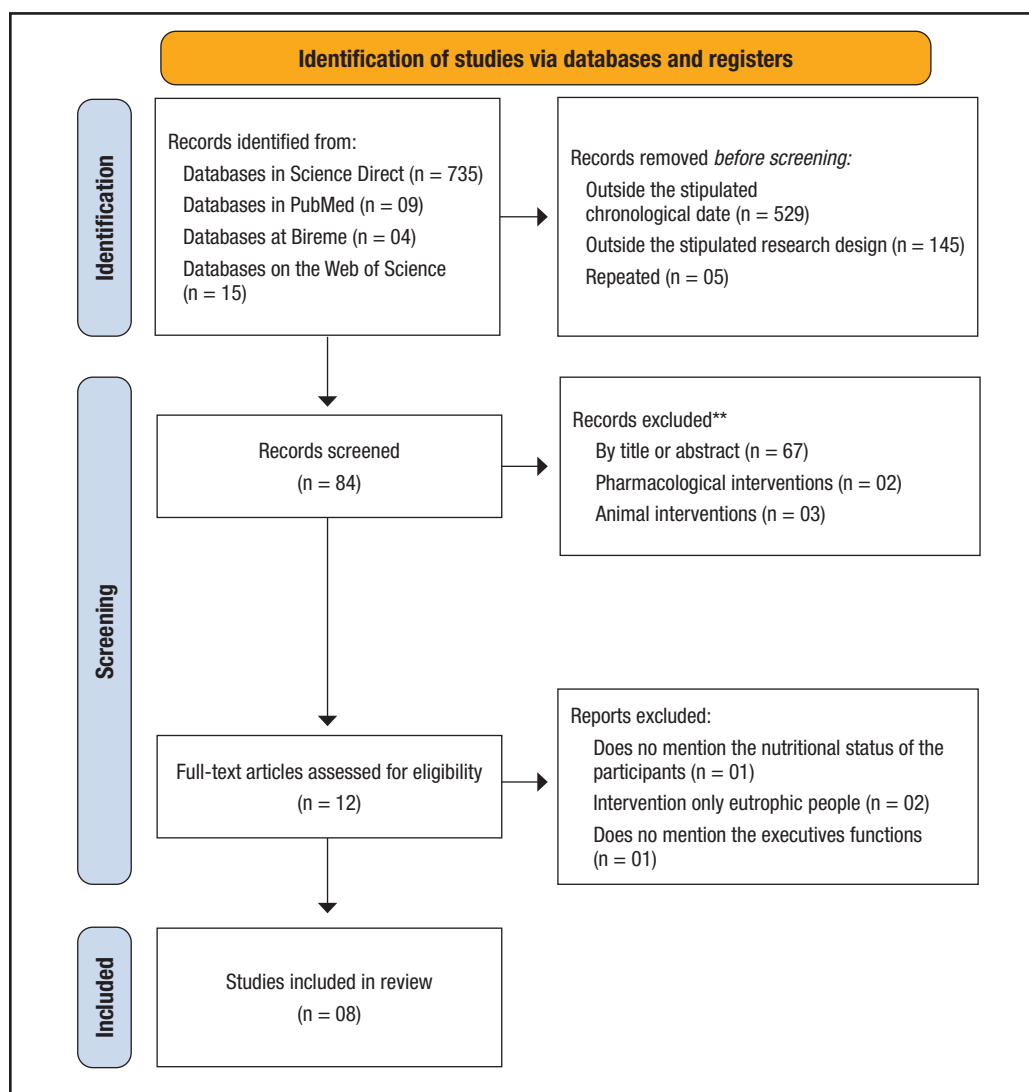 Identification of studies via databases and registers
Identification
Records identified from:
Databases in Science Direct (n = 735)
Databases in PubMed (n = 09)
Databases at Bireme (n = 04)
Databases on the Web of Science
(n = 15)
Records removed before screening:
Outside the stipulated
chronological date (n = 529)
Outside the stipulated research design (n = 145)
Repeated (n = 05)
Screening
Records screened
(n = 84)
Records excluded**
By title or abstract (n = 67)
Pharmacological interventions (n = 02)
Animal interventions (n = 03)
Full-text articles assessed for eligibility
(n = 12)
Reports excluded:
Does no mention the nutritional status of the
participants (n = 01)
Intervention only eutrophic people (n = 02)
Does no mention the executives functions
(n = 01)
Included
Studies included in review
(n = 08)